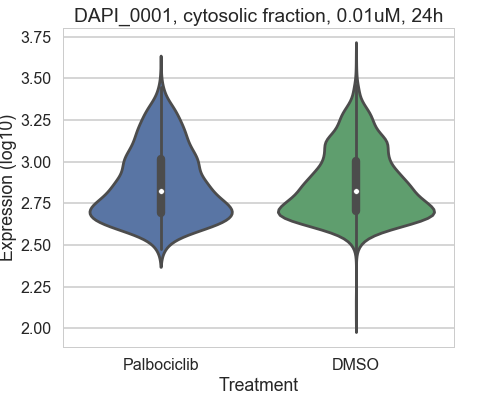 DAPI_0001, cytosolic fraction, 0.01uM, 24h
Expression (log10)
3.75
3.50
3.25
3.00
2.75
2.50
2.25
2.00
Palbociclib DMSO
Treatment